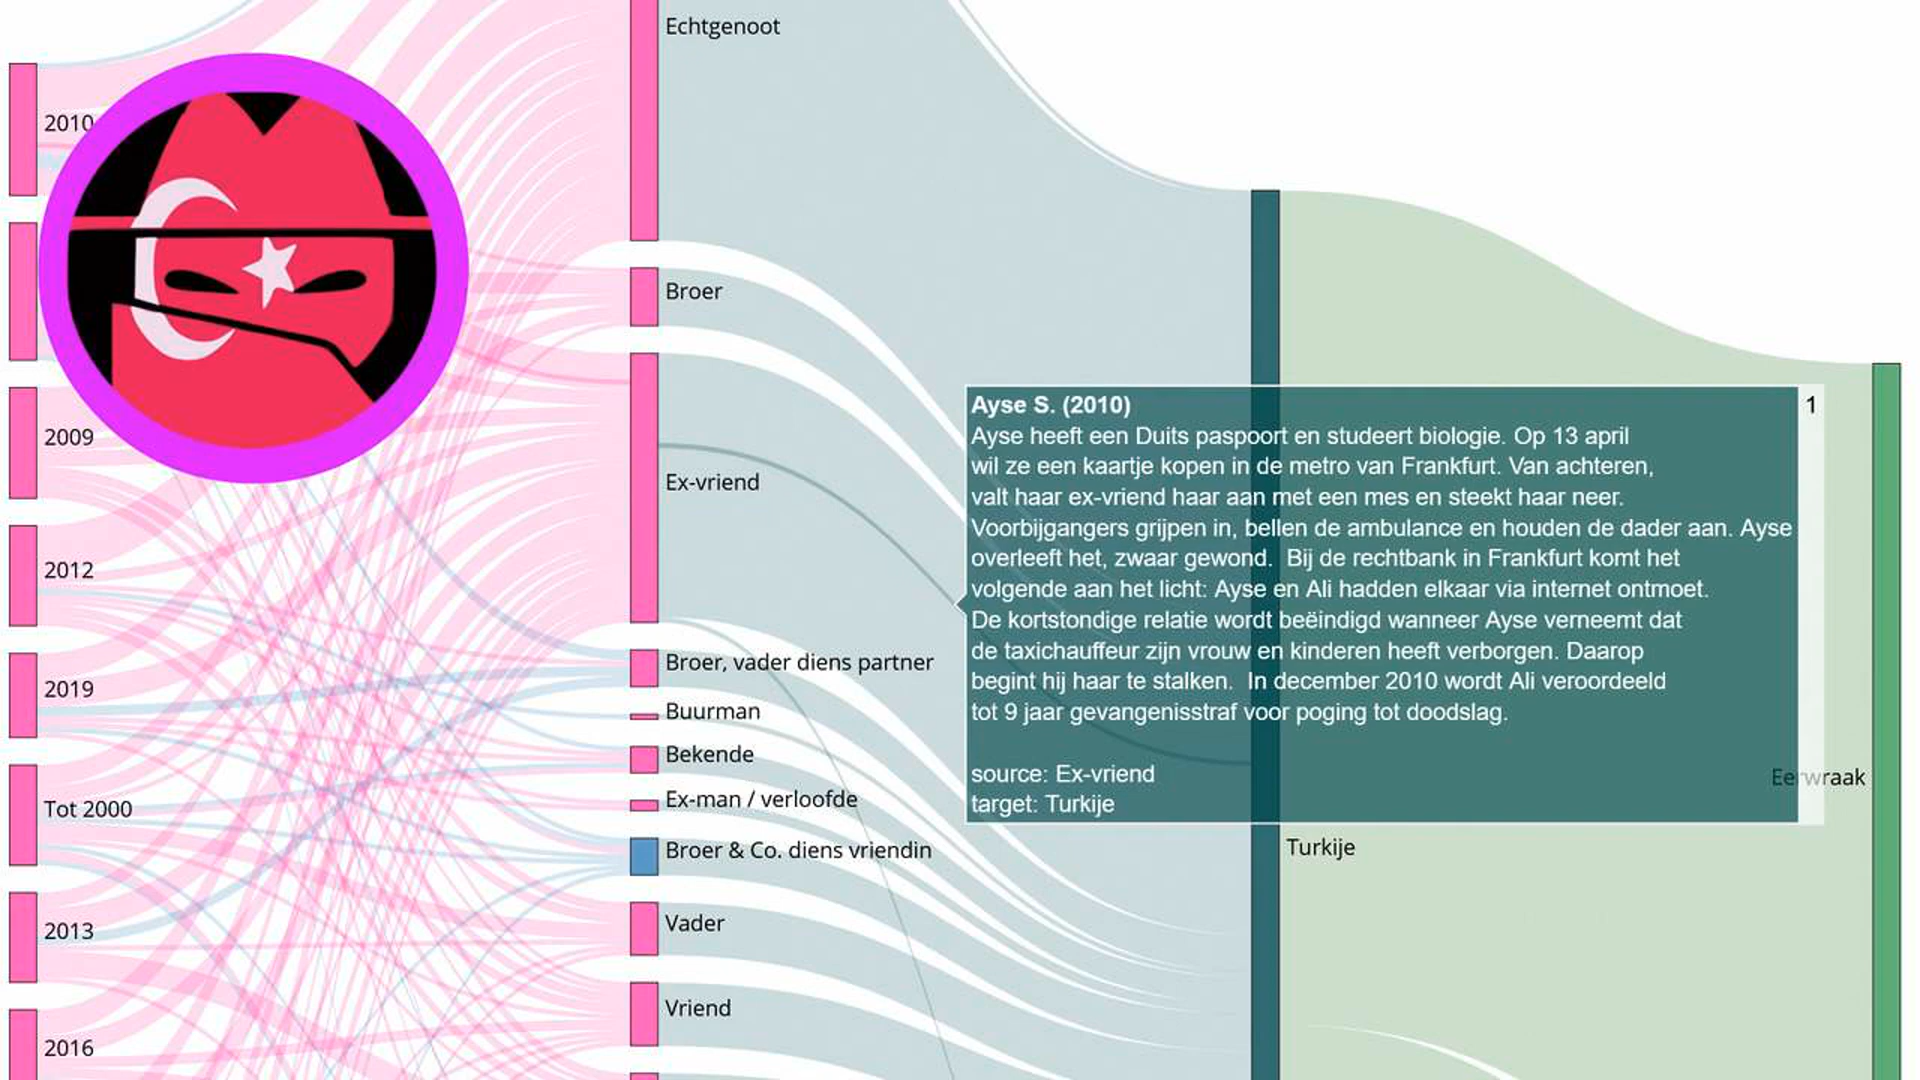 Echtgenoot
2010
Broer
2009
Ex-vriend
2012
Broer, vader diens partner
2019
Buurman
Bekende
Ex-man / verloofde
Tot 2000
Broer & Co. diens vriendin
Vader
2013
Vriend
2016
Ayse S. (2010) 1
Ayse heeft een Duits paspoort en studeert biologie. Op 13 april
wil ze een kaartje kopen in de metro van Frankfurt. Van achteren,
valt haar ex-vriend haar aan met een mes en steekt haar neer.
Voorbijgangers grijpen in, bellen de ambulance en houden de dader aan. Ayse
overleeft het, zwaar gewond. Bij de rechtbank in Frankfurt komt het
volgende aan het licht: Ayse en Ali hadden elkaar via internet ontmoet.
De kortstondige relatie wordt beëindigd wanneer Ayse verneemt dat
de taxichauffeur zijn vrouw en kinderen heeft verborgen. Daarop
begint hij haar te stalken. In december 2010 wordt Ali veroordeeld
tot 9 jaar gevangenisstraf voor poging tot doodslag.
source: Ex-vriend
target: Turkije
Eerwraak
Turkije